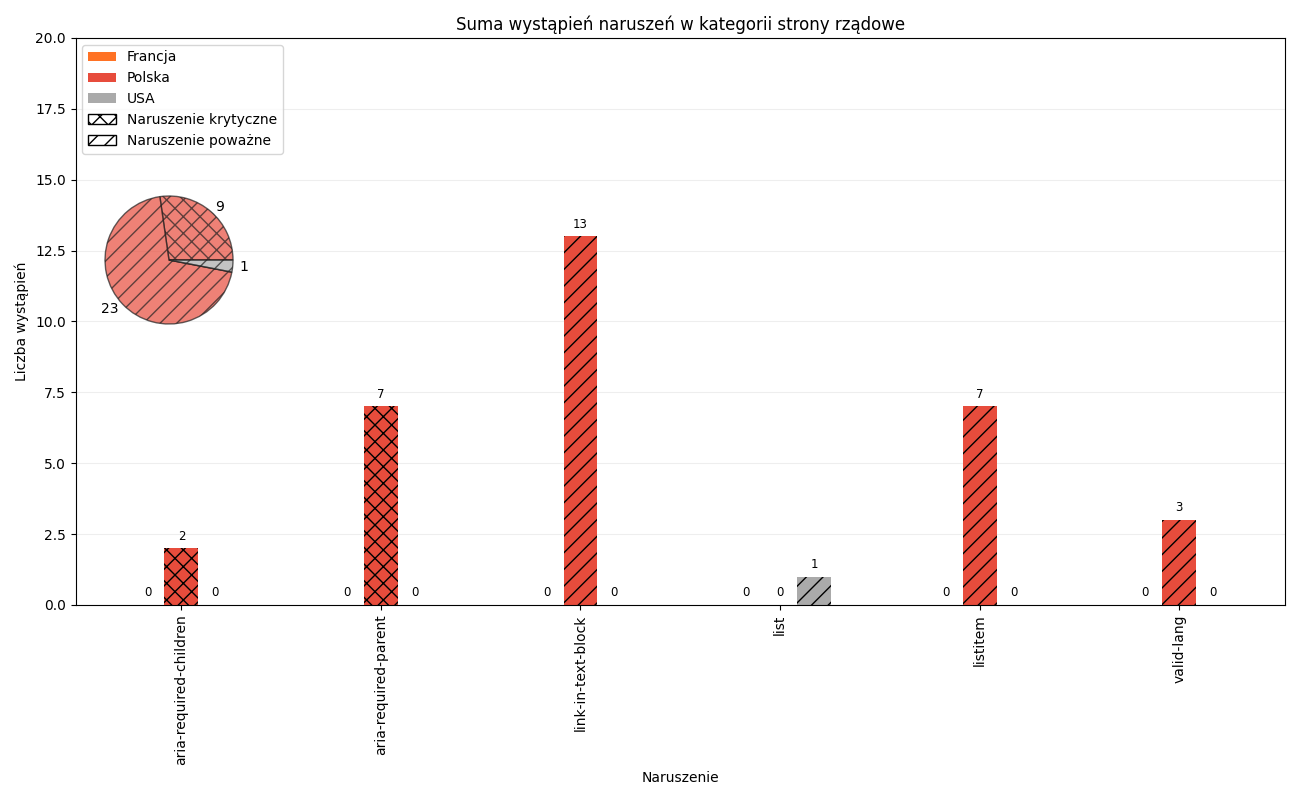 Suma wystąpień naruszeń w kategorii strony rządowe
20.0
17.5
15.0
12.5
10.0
7.5
5.0
2.5
0.0
Liczba wystąpień
Francja
Polska
USA
Naruszenie krytyczne
Naruszenie poważne
9
1
23
0 2 0
0 7 0
0 13 0
0 0 1
0 7 0
0 3 0
aria-required-children
aria-required-parent
link-in-text-block
list
listitem
valid-lang
Naruszenie